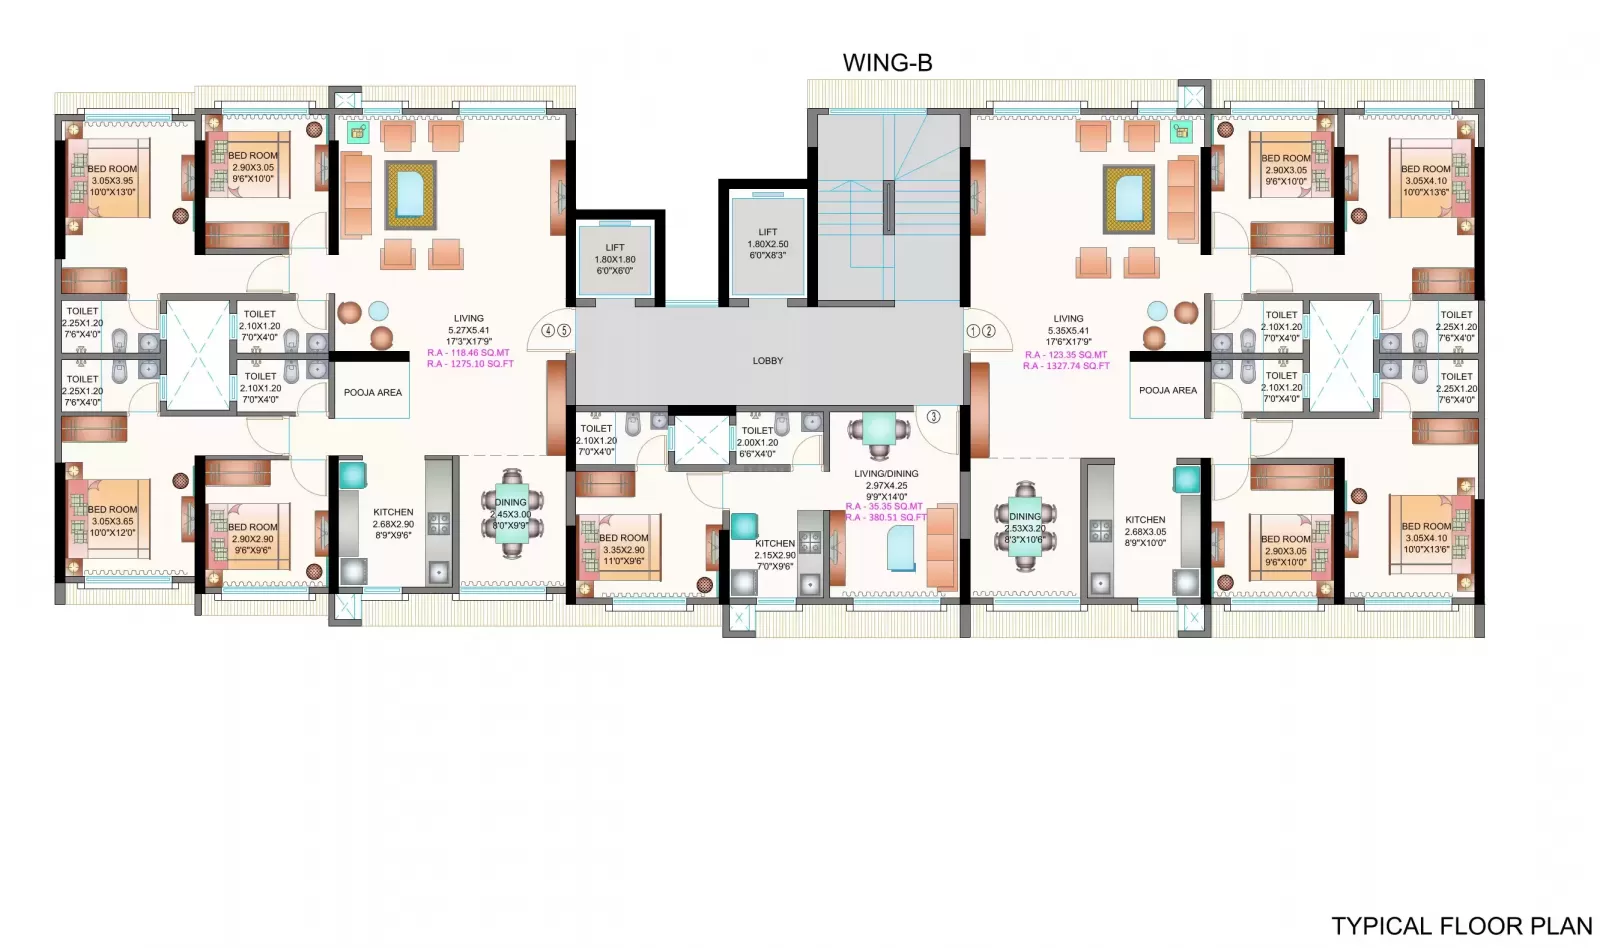 WING-B
BED ROOM
3.05X3.95
10'0"X13'0"
BED ROOM
2.90X3.05
9'6"X10'0"
LIFT
1.80X1.80
6'0"X6'0"
LIFT
1.80X2.50
6'0"X8'3"
BED ROOM
2.90X3.05
9'6"X10'0"
BED ROOM
3.05X4.10
10'0"X13'6"
TOILET
2.25X1.20
7'6"X4'0"
TOILET
2.10X1.20
7'0"X4'0"
LIVING
5.27X5.41
17'3"X17'9"
R.A - 118.46 SQ.MT
R.A - 1275.10 SQ.FT
4 5
LOBBY
1 2
LIVING
5.35X5.41
17'6"X17'9"
R.A - 123.35 SQ.MT
R.A - 1327.74 SQ.FT
TOILET
2.10X1.20
7'0"X4'0"
TOILET
2.25X1.20
7'6"X4'0"
TOILET
2.25X1.20
7'6"X4'0"
TOILET
2.10X1.20
7'0"X4'0"
POOJA AREA
POOJA AREA
TOILET
2.10X1.20
7'0"X4'0"
TOILET
2.25X1.20
7'6"X4'0"
TOILET
2.10X1.20
7'0"X4'0"
TOILET
2.00X1.20
6'6"X4'0"
3
LIVING/DINING
2.97X4.25
9'9"X14'0"
R.A - 35.35 SQ.MT
R.A - 380.51 SQ.FT
BED ROOM
3.05X3.65
10'0"X12'0"
BED ROOM
2.90X2.90
9'6"X9'6"
KITCHEN
2.68X2.90
8'9"X9'6"
DINING
2.45X3.00
8'0"X9'9"
BED ROOM
3.35X2.90
11'0"X9'6"
KITCHEN
2.15X2.90
7'0"X9'6"
DINING
2.53X3.20
8'3"X10'6"
KITCHEN
2.68X3.05
8'9"X10'0"
BED ROOM
2.90X3.05
9'6"X10'0"
BED ROOM
3.05X4.10
10'0"X13'6"
TYPICAL FLOOR PLAN